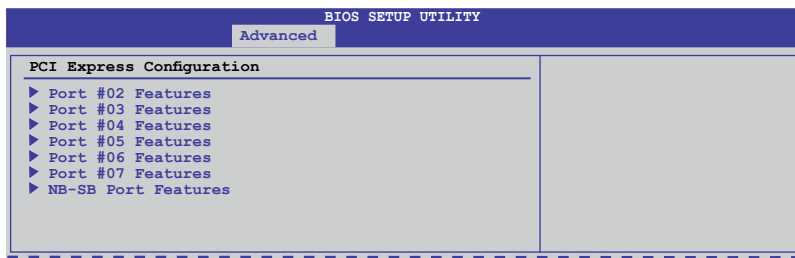 BIOS SETUP UTILITY
Advanced
PCI Express Configuration
Port #02 Features
Port #03 Features
Port #04 Features
Port #05 Features
Port #06 Features
Port #07 Features
NB-SB Port Features